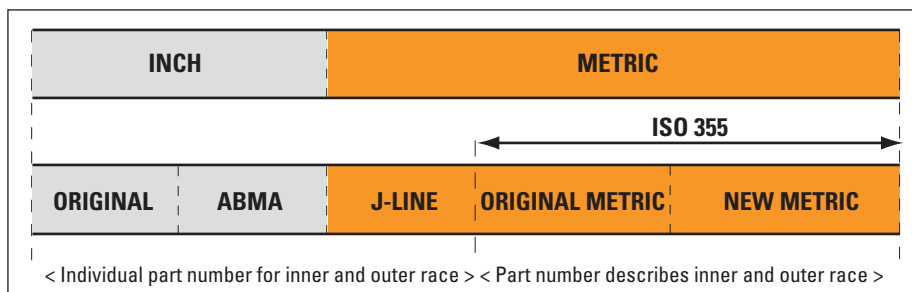 INCH METRIC
ISO 355
ORIGINAL ABMA J-LINE ORIGINAL METRIC NEW METRIC
< Individual part number for inner and outer race > < Part number describes inner and outer race >